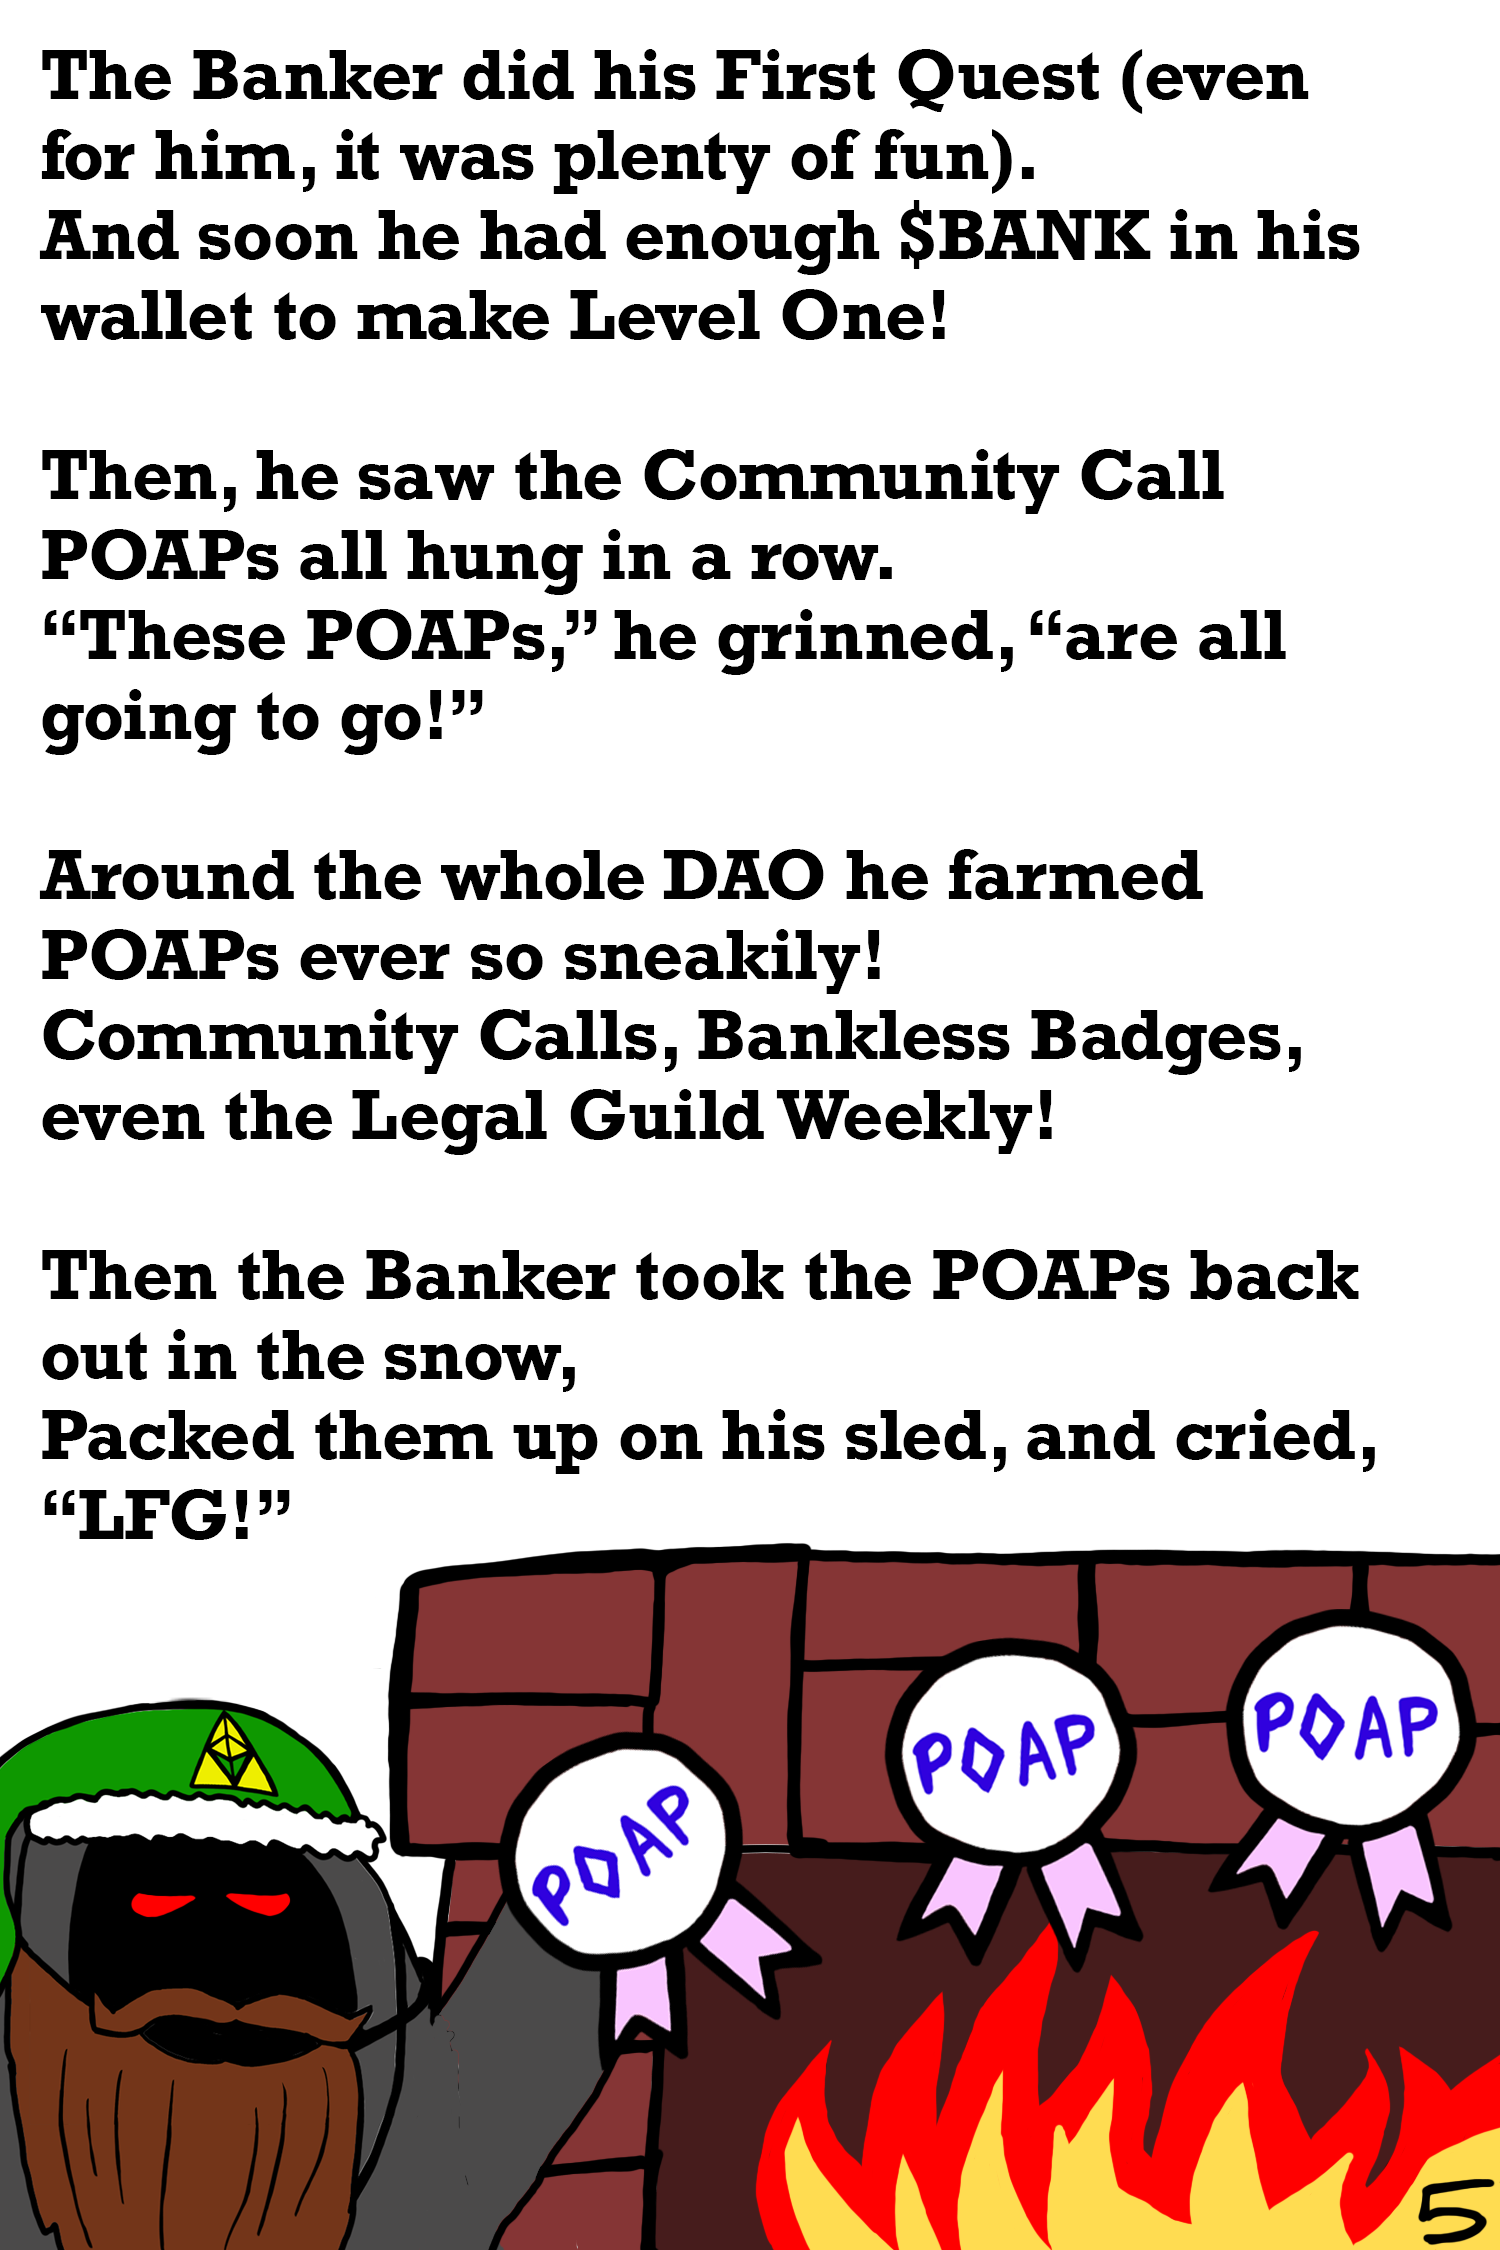 The Banker did his First Quest (even
for him, it was plenty of fun).
And soon he had enough $BANK in his
wallet to make Level One!
Then, he saw the Community Call
POAPs all hung in a row.
“These POAPs,” he grinned, “are all
going to go!”
Around the whole DAO he farmed
POAPs ever so sneakily!
Community Calls, Bankless Badges,
even the Legal Guild Weekly!
Then the Banker took the POAPs back
out in the snow,
Packed them up on his sled, and cried,
“LFG!”
POAP
POAP
POAP
5